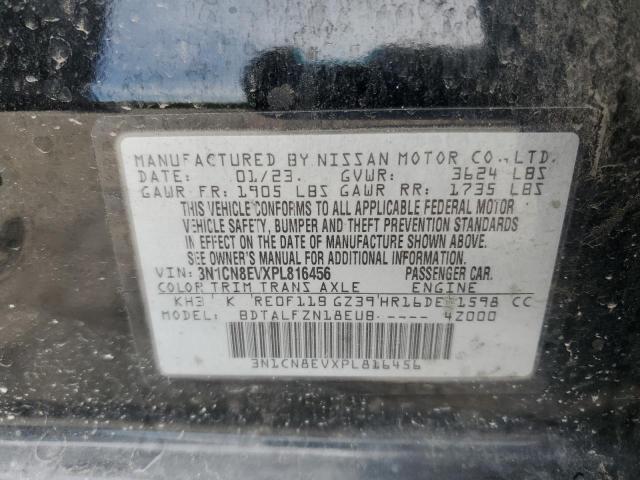 MANUFACTURED BY NISSAN MOTOR CO.,LTD.
DATE: 01/23. GVWR: 3624 LBS
GAWR FR: 1905 LBS GAWR RR: 1735 LBS
THIS VEHICLE CONFORMS TO ALL APPLICABLE FEDERAL MOTOR
VEHICLE SAFETY, BUMPER AND THEFT PREVENTION STANDARDS
IN EFFECT ON THE DATE OF MANUFACTURE SHOWN ABOVE.
SEE OWNER'S MANUAL FOR ADDITIONAL INFORMATION.
VIN: 3N1CN8EVXPL816456 PASSENGER CAR.
COLOR TRIM TRANS AXLE ENGINE
KH3 K RE0F11B GZ39 HR16DE 1598 CC
MODEL: BDTALFZN18EUB----- 42000
3N1CN8EVXPL816456